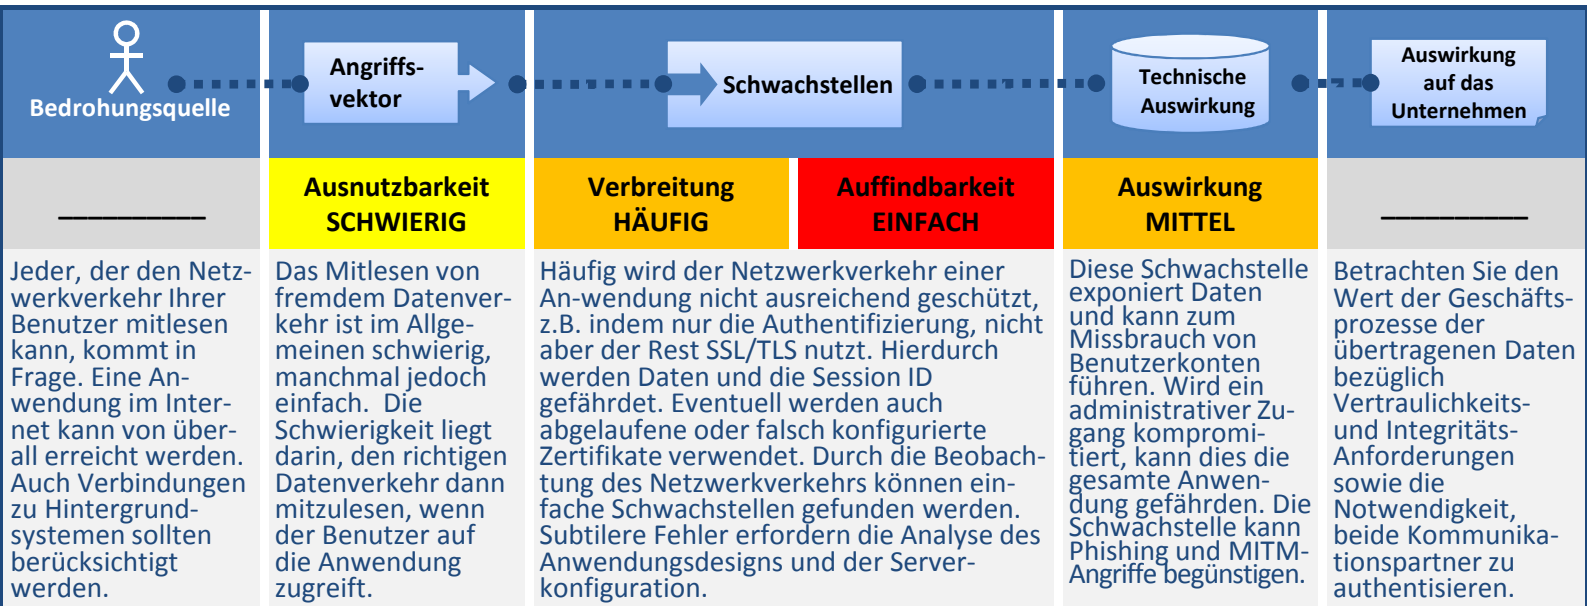 Bedrohungsquelle
Angriffs-
vektor
Schwachstellen
Technische
Auswirkung
Auswirkung
auf das
Unternehmen
__________
Ausnutzbarkeit
SCHWIERIG
Verbreitung
HÄUFIG
Auffindbarkeit
EINFACH
Auswirkung
MITTEL
__________
Jeder, der den Netz-
werkverkehr Ihrer
Benutzer mitlesen
kann, kommt in
Frage. Eine An-
wendung im Inter-
net kann von über-
all erreicht werden.
Auch Verbindungen
zu Hintergrund-
systemen sollten
berücksichtigt
werden.
Das Mitlesen von
fremdem Datenver-
kehr ist im Allge-
meinen schwierig,
manchmal jedoch
einfach.  Die
Schwierigkeit liegt
darin, den richtigen
Datenverkehr dann
mitzulesen, wenn
der Benutzer auf
die Anwendung
zugreift.
Häufig wird der Netzwerkverkehr einer
An-wendung nicht ausreichend geschützt,
z.B. indem nur die Authentifizierung, nicht
aber der Rest SSL/TLS nutzt. Hierdurch
werden Daten und die Session ID
gefährdet. Eventuell werden auch
abgelaufene oder falsch konfigurierte
Zertifikate verwendet. Durch die Beobach-
tung des Netzwerkverkehrs können ein-
fache Schwachstellen gefunden werden.
Subtilere Fehler erfordern die Analyse des
Anwendungsdesigns und der Server-
konfiguration.
Diese Schwachstelle
exponiert Daten
und kann zum
Missbrauch von
Benutzerkonten
führen. Wird ein
administrativer Zu-
gang kompromi-
tiert, kann dies die
gesamte Anwen-
dung gefährden. Die
Schwachstelle kann
Phishing und MITM-
Angriffe begünstigen.
Betrachten Sie den
Wert der Geschäfts-
prozesse der
übertragenen Daten
bezüglich
Vertraulichkeits-
und Integritäts-
Anforderungen
sowie die
Notwendigkeit,
beide Kommunika-
tionspartner zu
authentisieren.